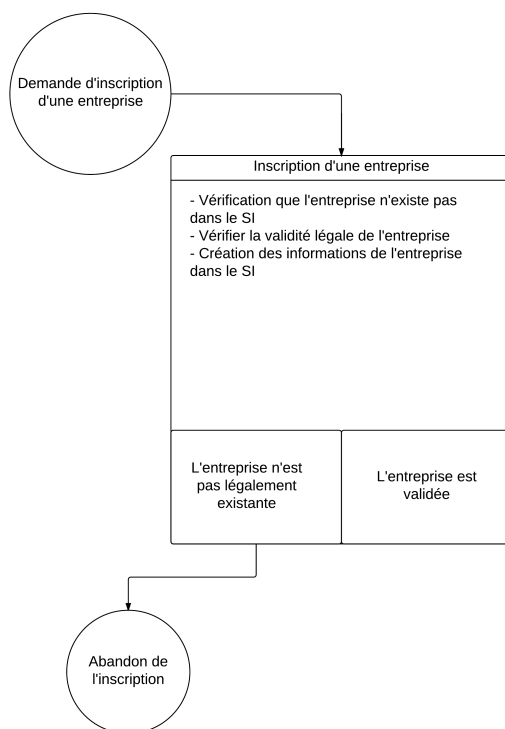 Demande d'inscription
d'une entreprise
Inscription d'une entreprise
- Vérification que l'entreprise n'existe pas
dans le SI
- Vérifier la validité légale de l'entreprise
- Création des informations de l'entreprise
dans le SI
L'entreprise n'est
pas légalement
existante
L'entreprise est
validée
Abandon de
l'inscription